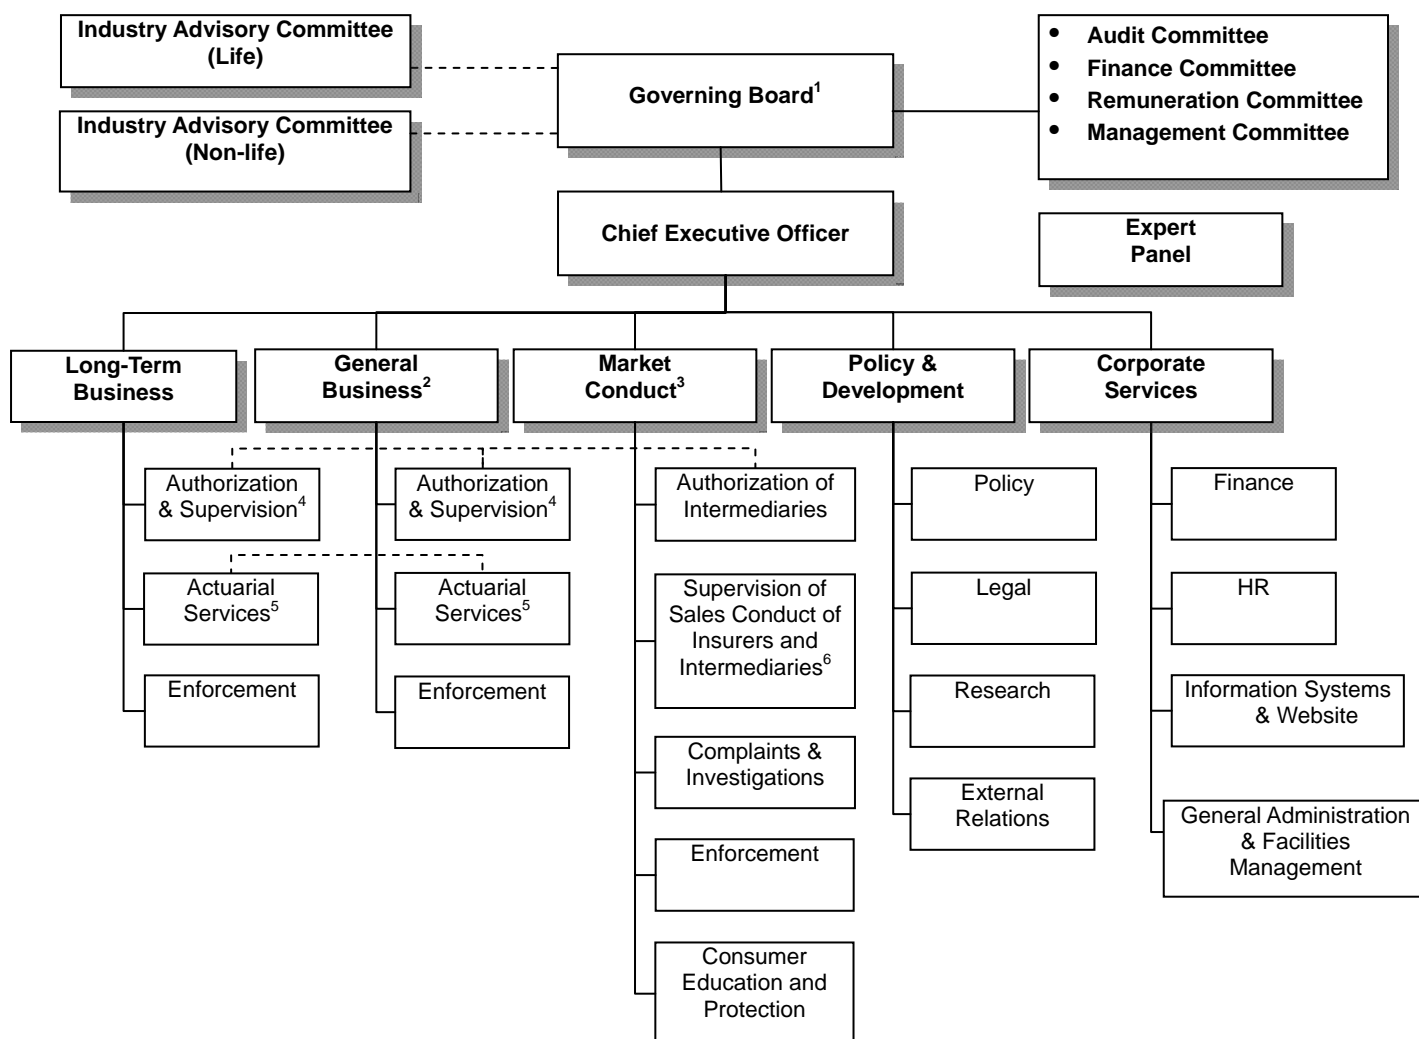 Industry Advisory Committee
(Life)
Industry Advisory Committee
(Non-life)
Governing Board1
• Audit Committee
• Finance Committee
• Remuneration Committee
• Management Committee
Chief Executive Officer
Expert
Panel
Long-Term
Business
General
Business2
Market
Conduct3
Policy &
Development
Corporate
Services
Authorization
& Supervision4
Actuarial
Services5
Enforcement
Authorization
& Supervision4
Actuarial
Services5
Enforcement
Authorization of
Intermediaries
Supervision of
Sales Conduct of
Insurers and
Intermediaries6
Complaints &
Investigations
Enforcement
Consumer
Education and
Protection
Policy
Legal
Research
External
Relations
Finance
HR
Information Systems
& Website
General Administration
& Facilities
Management